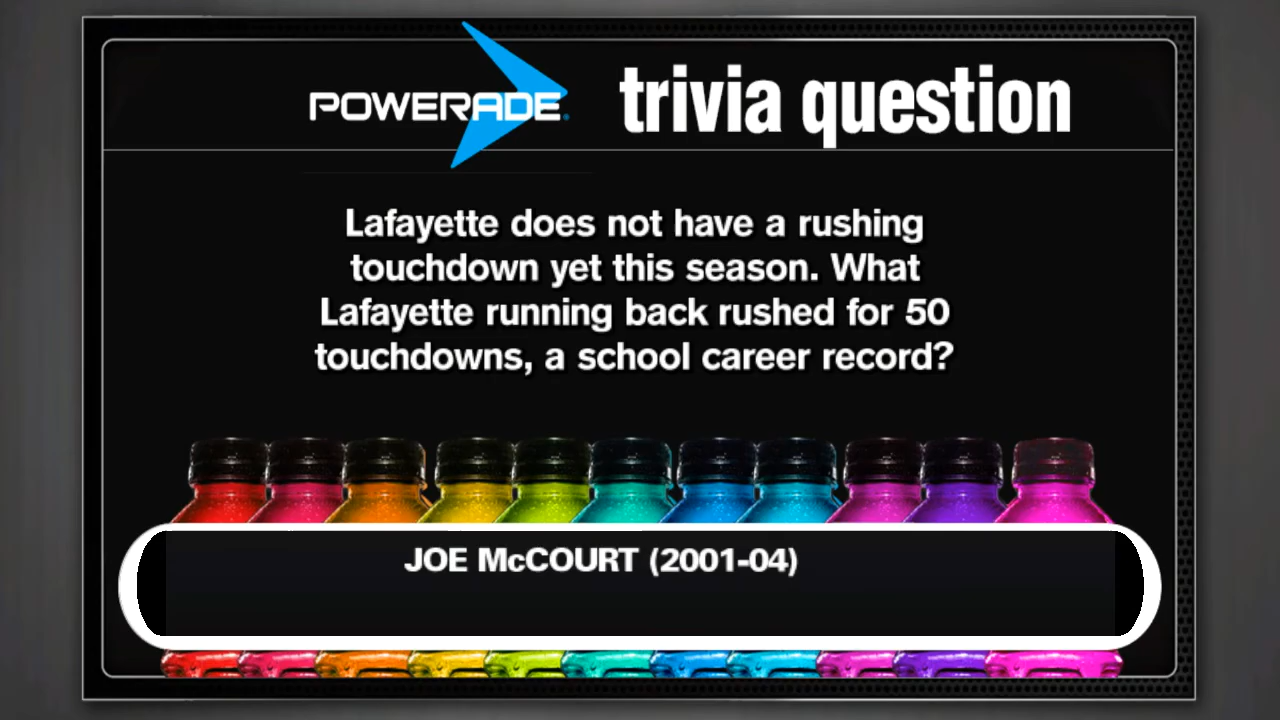 POWERADE trivia question
Lafayette does not have a rushing
touchdown yet this season. What
Lafayette running back rushed for 50
touchdowns, a school career record?
JOE McCOURT (2001-04)